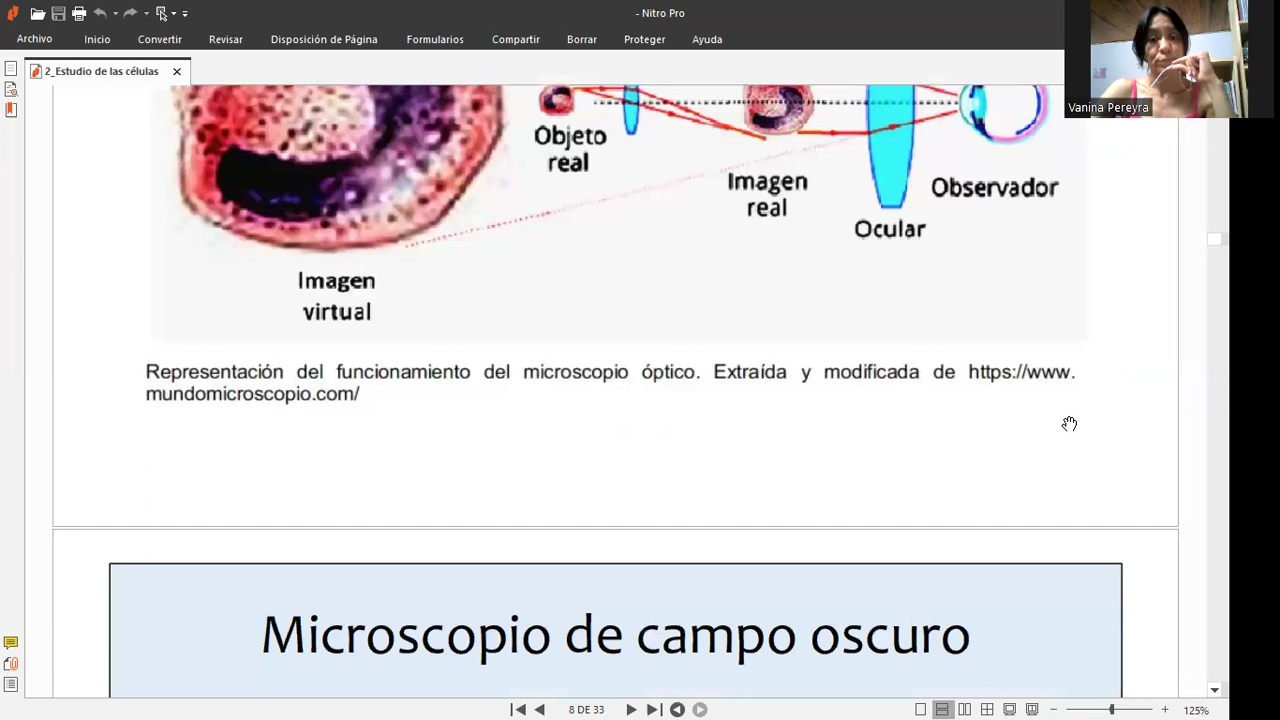 - Nitro Pro
Archivo Inicio Convertir Revisar Disposición de Página Formularios Compartir Borrar Proteger Ayuda
2_Estudio de las células
Vanina Pereyra
Objeto
real
Imagen
real
Observador
Ocular
Imagen
virtual
Representación del funcionamiento del microscopio óptico. Extraída y modificada de https://www.
mundomicroscopio.com/
Microscopio de campo oscuro
8 DE 33
125%